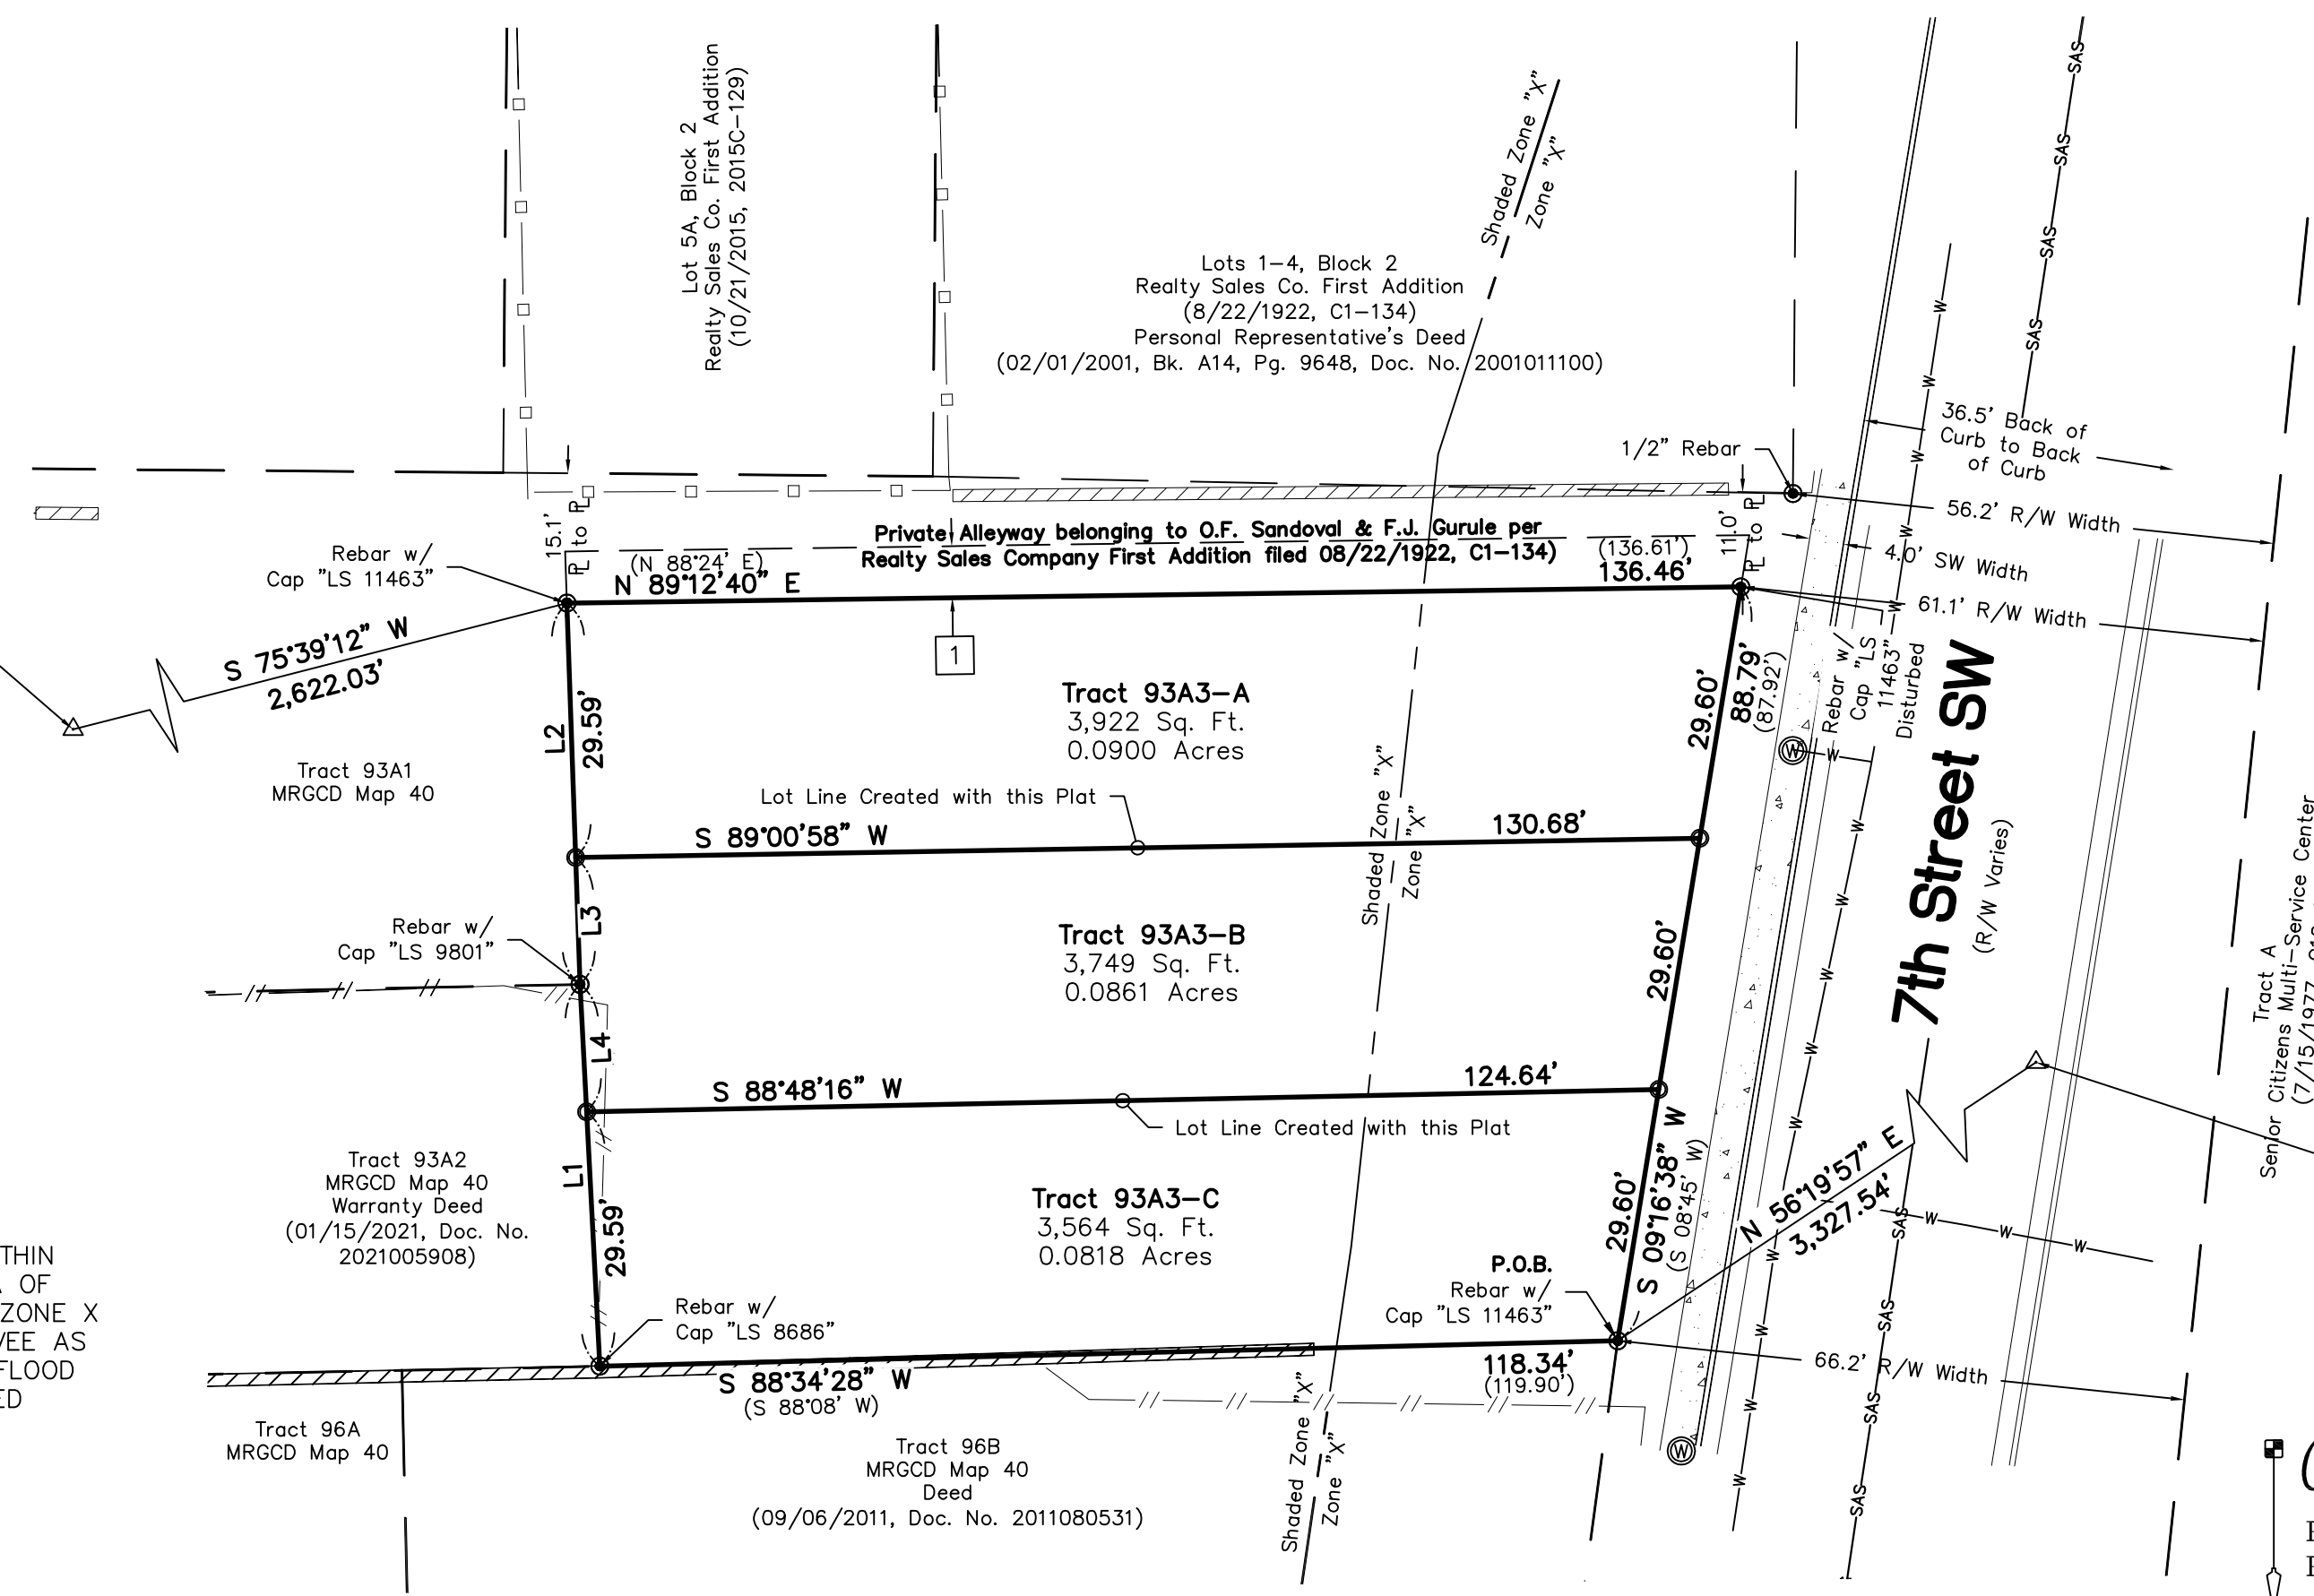 Lot 5A, Block 2
Realty Sales Co. First Addition
(10/21/2015, 2015C-129)
Shaded Zone "X"
Zone "X"
Lots 1-4, Block 2
Realty Sales Co. First Addition
(8/22/1922, C1-134)
Personal Representative's Deed
(02/01/2001, Bk. A14, Pg. 9648, Doc. No. 2001011100)
SAS
SAS
SAS
SAS
W
W
W
W
W
36.5' Back of
Curb to Back
of Curb
1/2" Rebar
56.2' R/W Width
4.0' SW Width
61.1' R/W Width
15.1'
PL to PL
11.0'
PL to PL
Private Alleyway belonging to O.F. Sandoval & F.J. Gurule per
Realty Sales Company First Addition filed 08/22/1922, C1-134)
Rebar w/
Cap "LS 11463"
(N 88°24' E)
N 89°12'40" E
(136.61')
136.46'
S 75°39'12" W
2,622.03'
1
L2
29.59'
Tract 93A3-A
3,922 Sq. Ft.
0.0900 Acres
29.60'
88.79'
(87.92')
Rebar w/
Cap "LS
11463"
Disturbed
W
W
7th Street SW
(R/W Varies)
Tract 93A1
MRGCD Map 40
Lot Line Created with this Plat
S 89°00'58" W
130.68'
Shaded Zone "X"
Zone "X"
W
W
W
W
W
Rebar w/
Cap "LS 9801"
L3
Tract 93A3-B
3,749 Sq. Ft.
0.0861 Acres
29.60'
Tract A
Senior Citizens Multi-Service Center
L4
S 88°48'16" W
124.64'
Lot Line Created with this Plat
Tract 93A2
MRGCD Map 40
Warranty Deed
(01/15/2021, Doc. No.
2021005908)
L1
29.59'
Tract 93A3-C
3,564 Sq. Ft.
0.0818 Acres
29.60'
S 09°16'38" W
(S 08°45' W)
N 56°19'57" E
3,327.54'
SAS
W
W
W
W
P.O.B.
Rebar w/
Cap "LS 11463"
Rebar w/
Cap "LS 8686"
THIN
OF
ZONE X
VEE AS
FLOOD
ED
S 88°34'28" W
(S 88°08' W)
118.34'
(119.90')
66.2' R/W Width
SAS
W
W
SAS
Tract 96A
MRGCD Map 40
Tract 96B
MRGCD Map 40
Deed
(09/06/2011, Doc. No. 2011080531)
Shaded Zone "X"
Zone "X"
W
W
SAS